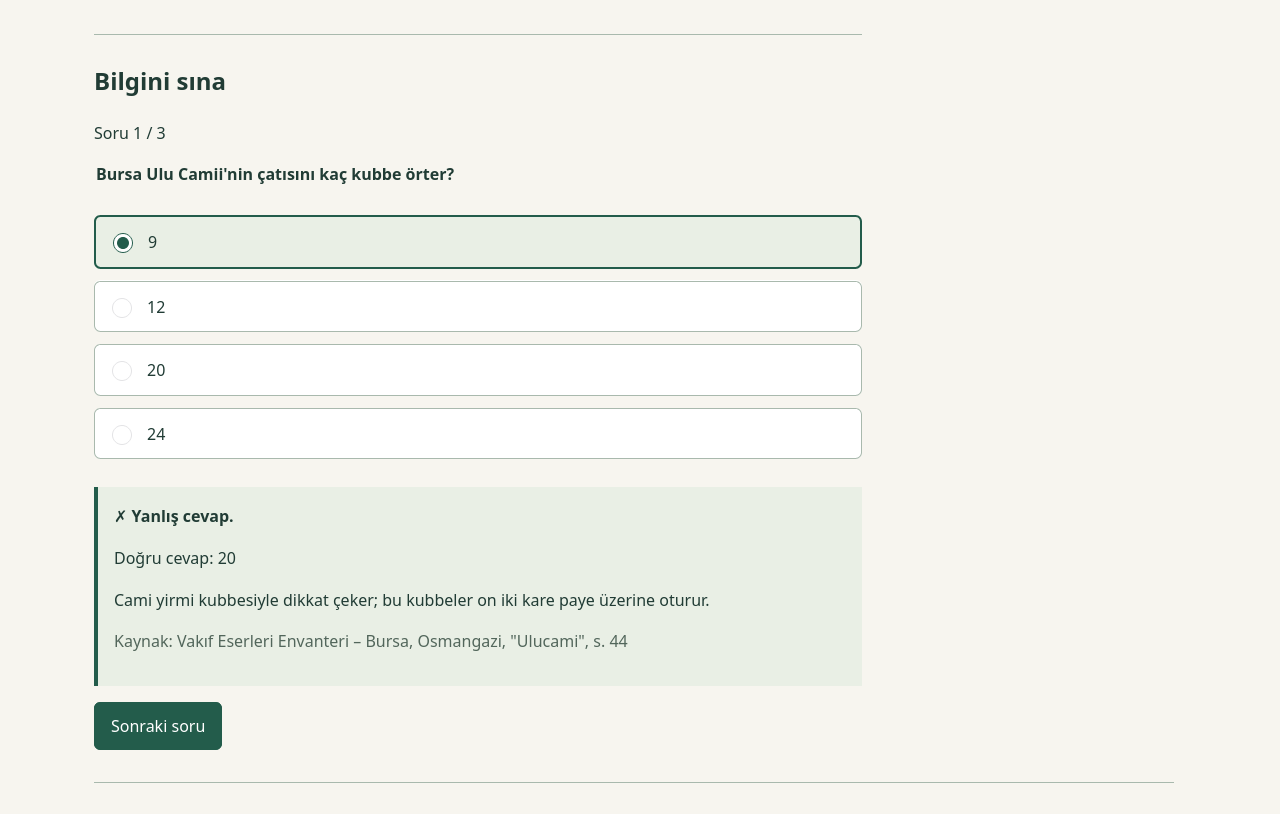 Bilgini sına
Soru 1 / 3
Bursa Ulu Camii'nin çatısını kaç kubbe örter?
9
12
20
24
✗ Yanlış cevap.
Doğru cevap: 20
Cami yirmi kubbesiyle dikkat çeker; bu kubbeler on iki kare paye üzerine oturur.
Kaynak: Vakıf Eserleri Envanteri – Bursa, Osmangazi, "Ulucami", s. 44
Sonraki soru